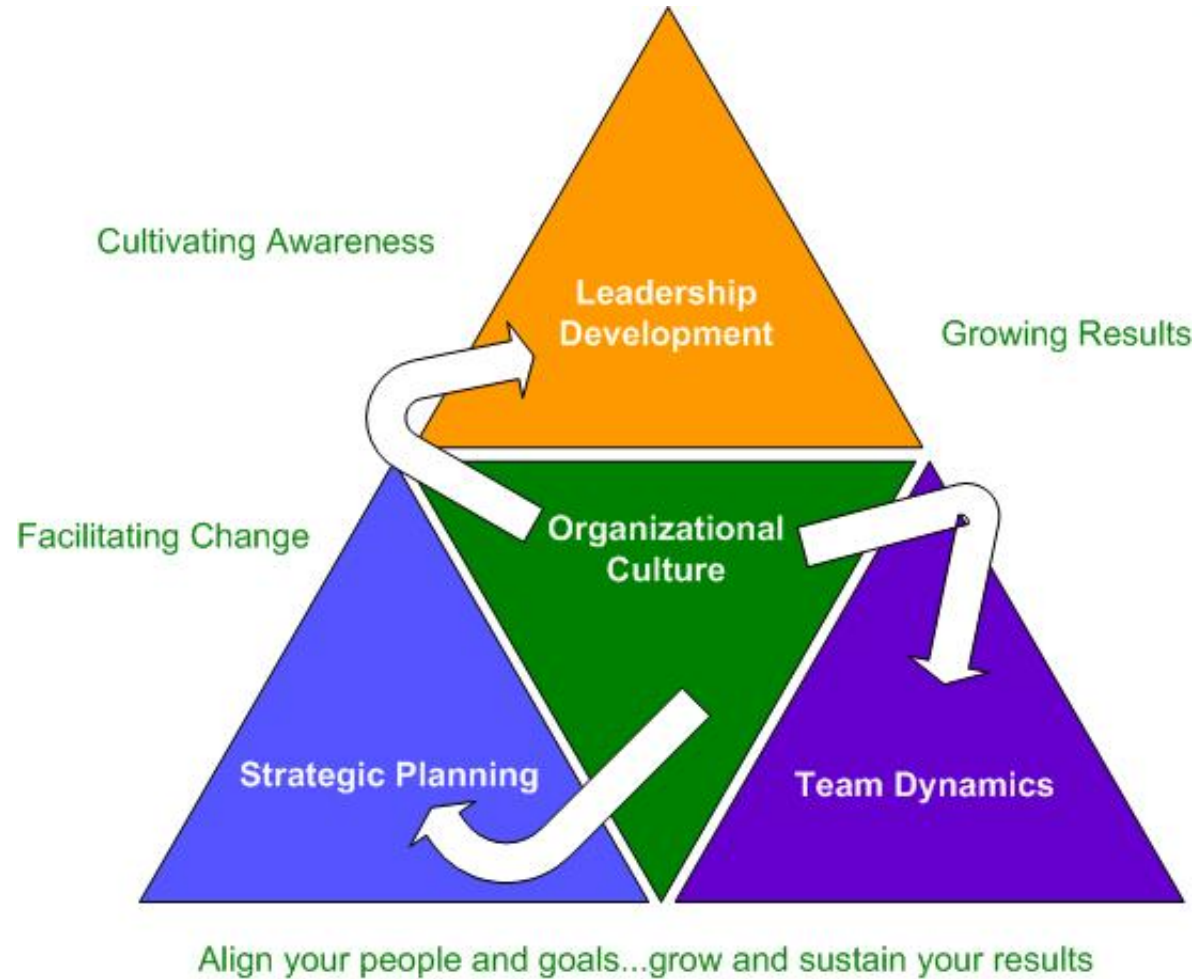 Cultivating Awareness
Leadership
Development
Growing Results
Facilitating Change
Organizational
Culture
Strategic Planning
Team Dynamics
Align your people and goals...grow and sustain your results